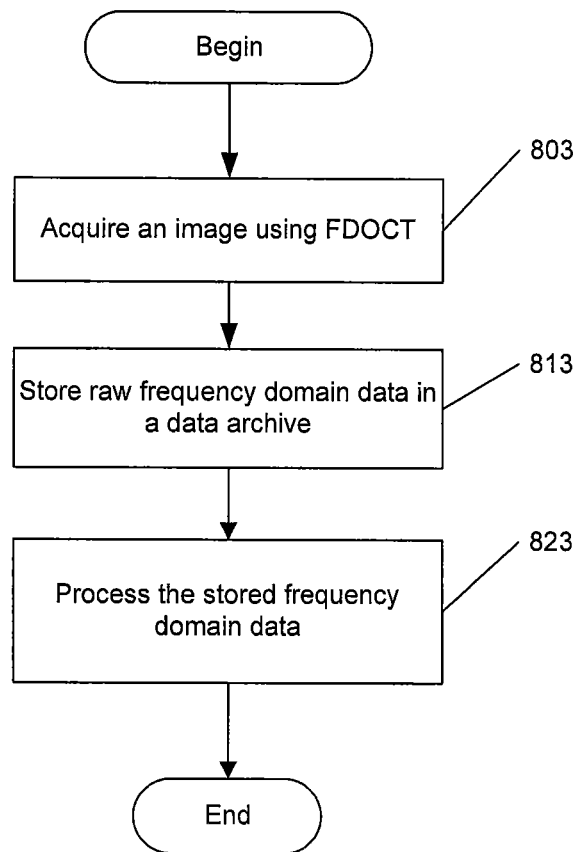 Begin
803
Acquire an image using FDOCT
813
Store raw frequency domain data in
a data archive
823
Process the stored frequency
domain data
End